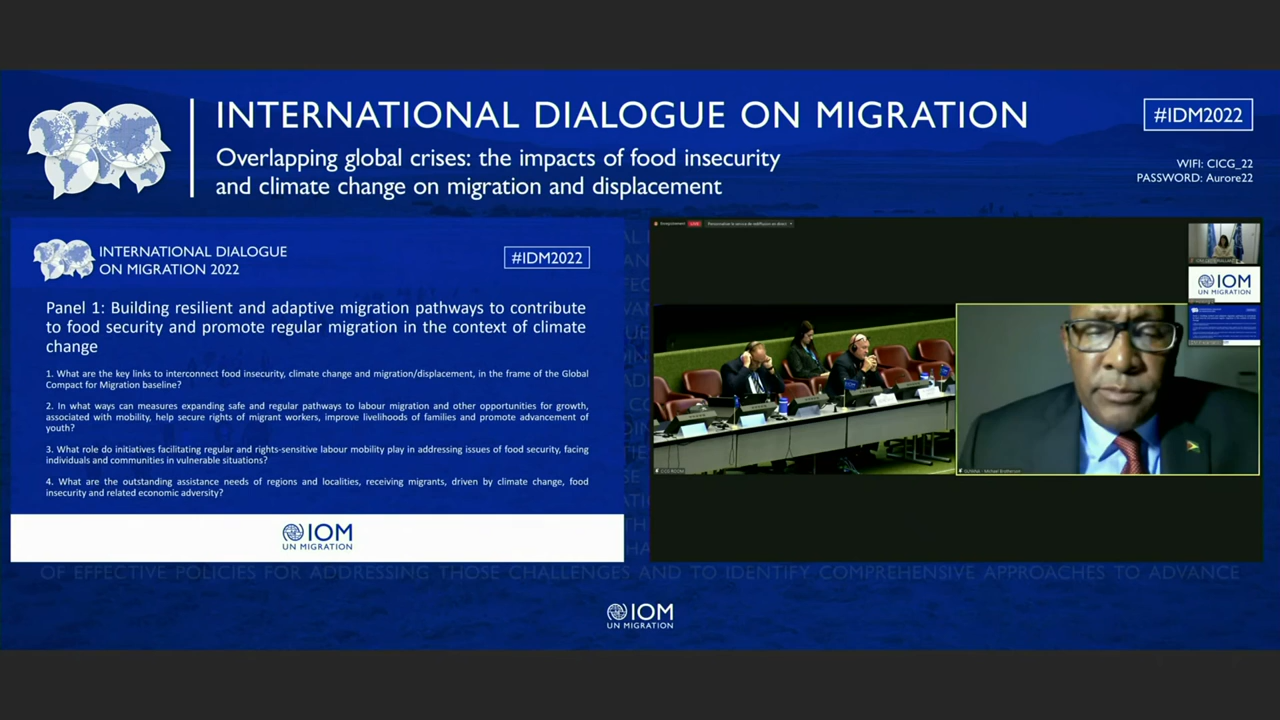 INTERNATIONAL DIALOGUE ON MIGRATION
Overlapping global crises: the impacts of food insecurity
and climate change on migration and displacement
#IDM2022
WIFI: CICG_22
PASSWORD: Aurore22
INTERNATIONAL DIALOGUE
ON MIGRATION 2022
#IDM2022
Panel 1: Building resilient and adaptive migration pathways to contribute
to food security and promote regular migration in the context of climate
change
1. What are the key links to interconnect food insecurity, climate change and migration/displacement, in the frame of the Global
Compact for Migration baseline?
2. In what ways can measures expanding safe and regular pathways to labour migration and other opportunities for growth,
associated with mobility, help secure rights of migrant workers, improve livelihoods of families and promote advancement of
youth?
3. What role do initiatives facilitating regular and rights-sensitive labour mobility play in addressing issues of food security, facing
individuals and communities in vulnerable situations?
4. What are the outstanding assistance needs of regions and localities, receiving migrants, driven by climate change, food
insecurity and related economic adversity?
IOM
UN MIGRATION
LIVE
IOM
UN MIGRATION
OF EFFECTIVE POLICIES FOR ADDRESSING THOSE CHALLENGES AND TO IDENTIFY COMPREHENSIVE APPROACHES TO ADVANCE
IOM
UN MIGRATION